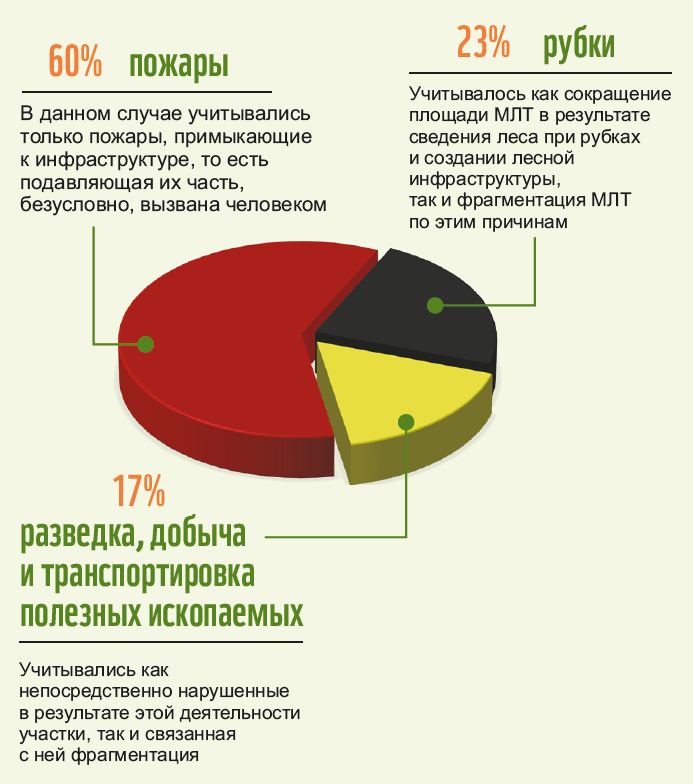 60% пожары
В данном случае учитывались
только пожары, примыкающие
к инфраструктуре, то есть
подавляющая их часть,
безусловно, вызвана человеком
23% рубки
Учитывалось как сокращение
площади МЛТ в результате
сведения леса при рубках
и создании лесной
инфраструктуры,
так и фрагментация МЛТ
по этим причинам
17%
разведка, добыча
и транспортировка
полезных ископаемых
Учитывались как
непосредственно нарушенные
в результате этой деятельности
участки, так и связанная
с ней фрагментация